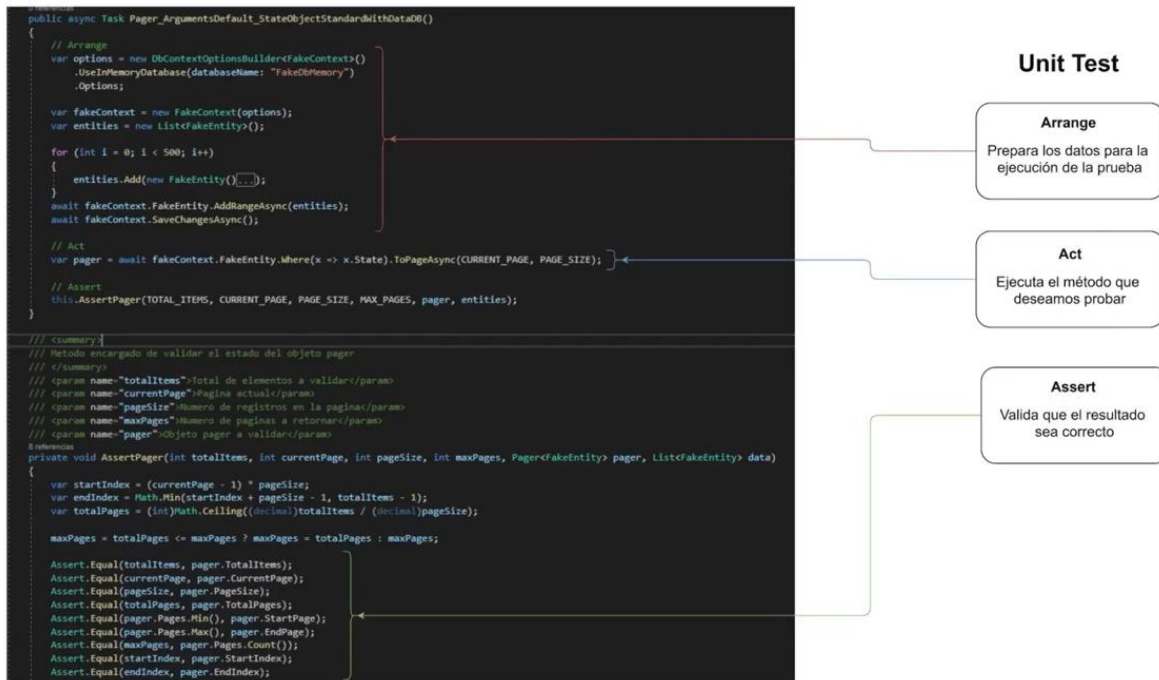 public async Task Pager_ArgumentsDefault_StateObjectStandardWithDataDB()
{
// Arrange
var options = new DbContextOptionsBuilder<FakeContext>()
.UseInMemoryDatabase(databaseName: "FakeDbMemory")
.Options;
var fakeContext = new FakeContext(options);
var entities = new List<FakeEntity>();
for (int i = 0; i < 500; i++)
{
entities.Add(new FakeEntity()...);
}
await fakeContext.FakeEntity.AddRangeAsync(entities);
await fakeContext.SaveChangesAsync();
// Act
var pager = await fakeContext.FakeEntity.Where(x => x.State).ToPageAsync(CURRENT_PAGE, PAGE_SIZE);
// Assert
this.AssertPager(TOTAL_ITEMS, CURRENT_PAGE, PAGE_SIZE, MAX_PAGES, pager, entities);
}
/// <summary>
/// Metodo encargado de validar el estado del objeto pager
/// </summary>
/// <param name="totalItems">Total de elementos a validar</param>
/// <param name="currentPage">Pagina actual</param>
/// <param name="pageSize">Numero de registros en la pagina</param>
/// <param name="maxPages">Numero de paginas a retornar</param>
/// <param name="pager">Objeto pager a validar</param>
8 referencias
private void AssertPager(int totalItems, int currentPage, int pageSize, int maxPages, Pager<FakeEntity> pager, List<FakeEntity> data)
{
var startIndex = (currentPage - 1) * pageSize;
var endIndex = Math.Min(startIndex + pageSize - 1, totalItems - 1);
var totalPages = (int)Math.Ceiling((decimal)totalItems / (decimal)pageSize);
maxPages = totalPages <= maxPages ? maxPages = totalPages : maxPages;
Assert.Equal(totalItems, pager.TotalItems);
Assert.Equal(currentPage, pager.CurrentPage);
Assert.Equal(pageSize, pager.PageSize);
Assert.Equal(totalPages, pager.TotalPages);
Assert.Equal(pager.Pages.Min(), pager.StartPage);
Assert.Equal(pager.Pages.Max(), pager.EndPage);
Assert.Equal(maxPages, pager.Pages.Count());
Assert.Equal(startIndex, pager.StartIndex);
Assert.Equal(endIndex, pager.EndIndex);
Unit Test
Arrange
Prepara los datos para la
ejecución de la prueba
Act
Ejecuta el método que
deseamos probar
Assert
Valida que el resultado
sea correcto